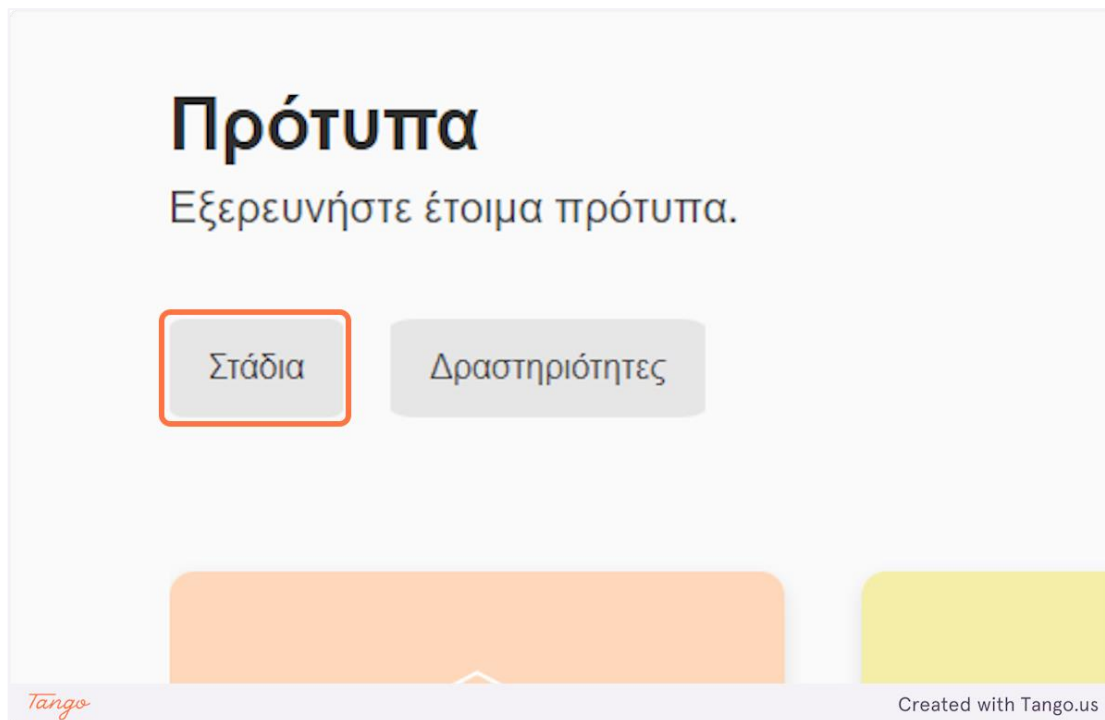 Πρότυπα
Εξερευνήστε έτοιμα πρότυπα.
Στάδια
Δραστηριότητες
Tango
Created with Tango.us